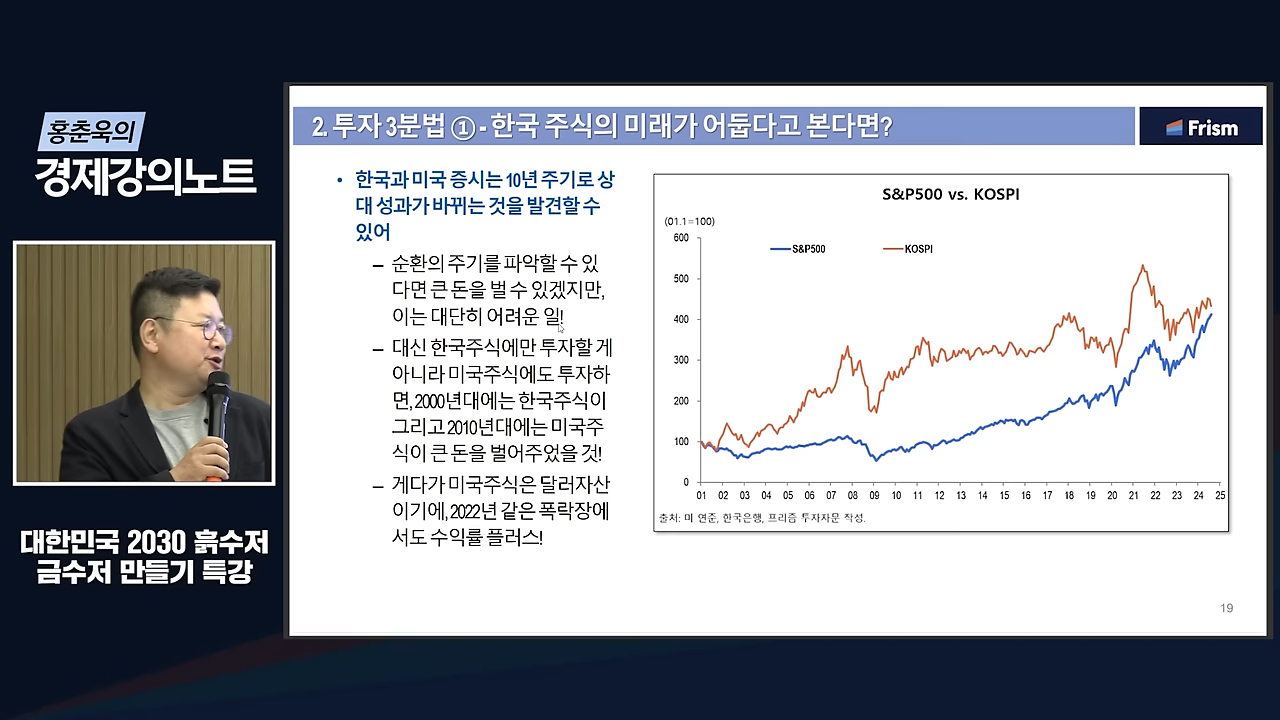 홍춘욱의
경제강의노트
대한민국 2030 흙수저
금수저 만들기 특강
2. 투자 3분법 ① - 한국 주식의 미래가 어둡다고 본다면?
Frism
• 한국과 미국 증시는 10년 주기로 상
대 성과가 바뀌는 것을 발견할 수
있어
– 순환의 주기를 파악할 수 있
다면 큰 돈을 벌 수 있겠지만,
이는 대단히 어려운 일!
– 대신 한국주식에만 투자할 게
아니라 미국주식에도 투자하
면, 2000년대에는 한국주식이
그리고 2010년대에는 미국주
식이 큰 돈을 벌어주었을 것!
– 게다가 미국주식은 달러자산
이기에, 2022년 같은 폭락장에
서도 수익률 플러스!
S&P500 vs. KOSPI
(01.1=100)
S&P500 KOSPI
600
500
400
300
200
100
0
01 02 03 04 05 06 07 08 09 10 11 12 13 14 15 16 17 18 19 20 21 22 23 24 25
출처: 미 연준, 한국은행, 프리즘 투자자문 작성.
19